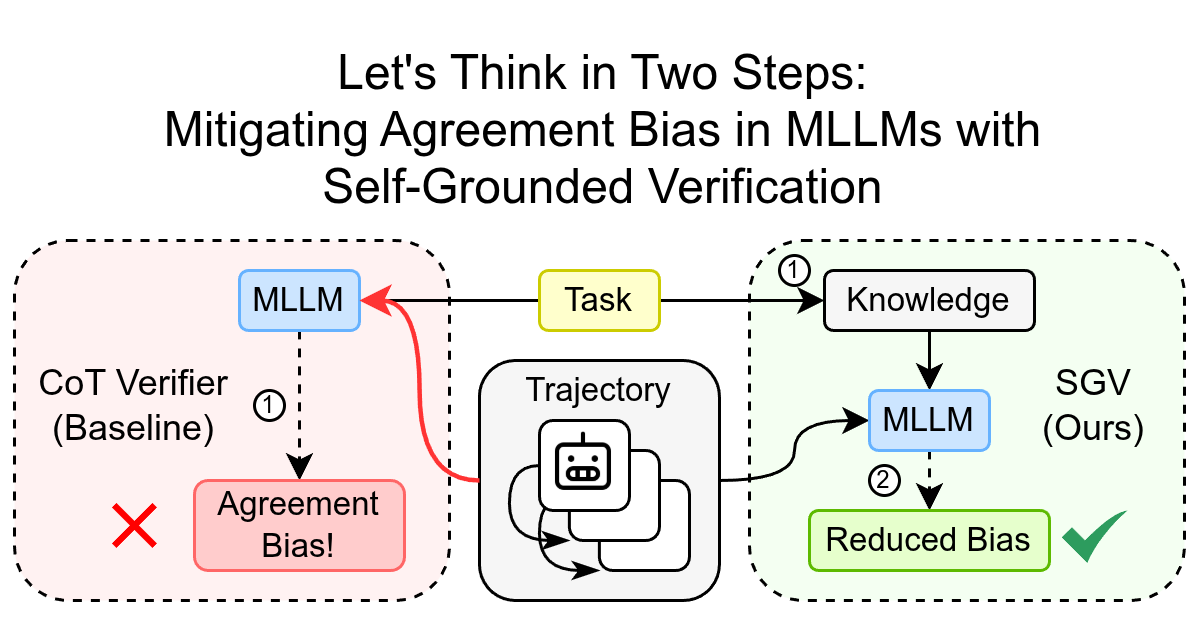 Let's Think in Two Steps:
Mitigating Agreement Bias in MLLMs with
Self-Grounded Verification
MLLM
Task
1
Knowledge
CoT Verifier
(Baseline)
1
Trajectory
MLLM
SGV
(Ours)
2
Agreement
Bias!
Reduced Bias